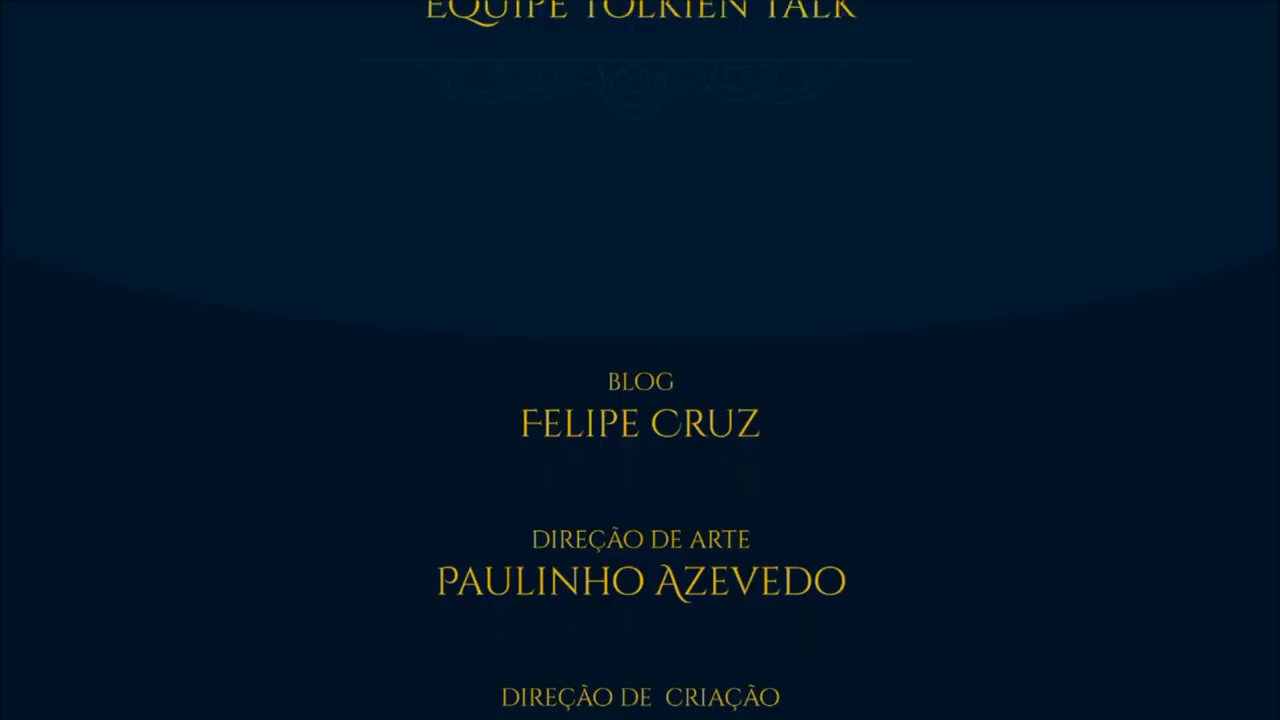 EQUIPE TOLKIEN TALK
BLOG
FELIPE CRUZ
DIREÇÃO DE ARTE
PAULINHO AZEVEDO
DIREÇÃO DE CRIAÇÃO